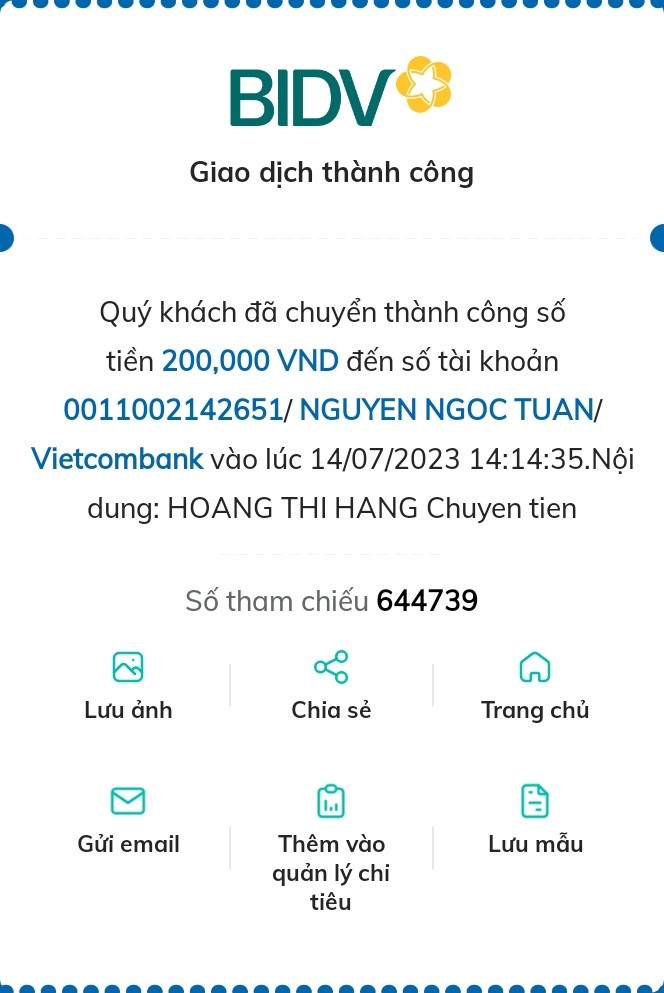 BIDV
Giao dịch thành công
Quý khách đã chuyển thành công số
tiền 200,000 VND đến số tài khoản
0011002142651/ NGUYEN NGOC TUAN/
Vietcombank vào lúc 14/07/2023 14:14:35.Nội
dung: HOANG THI HANG Chuyen tien
Số tham chiếu 644739
Lưu ảnh
Chia sẻ
Trang chủ
Gửi email
Thêm vào
quản lý chi
tiêu
Lưu mẫu